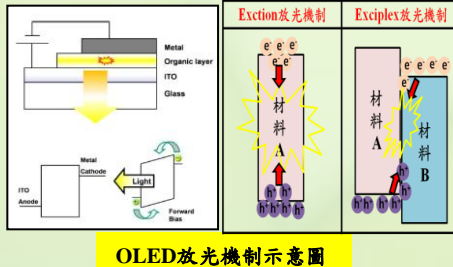 Metal
Organic layer
ITO
Glass
Metal
Cathode
ITO
Anode
Light
Forward
Bias
Exction放光機制
e⁻ e⁻ e⁻
e⁻ e⁻
材
料
A
h⁺ h⁺
h⁺ h⁺ h⁺ h⁺
Exciplex放光機制
e⁻ e⁻ e⁻ e⁻
e⁻
材
料
A
材
料
B
h⁺
h⁺ h⁺
h⁺ h⁺ h⁺
OLED放光機制示意圖